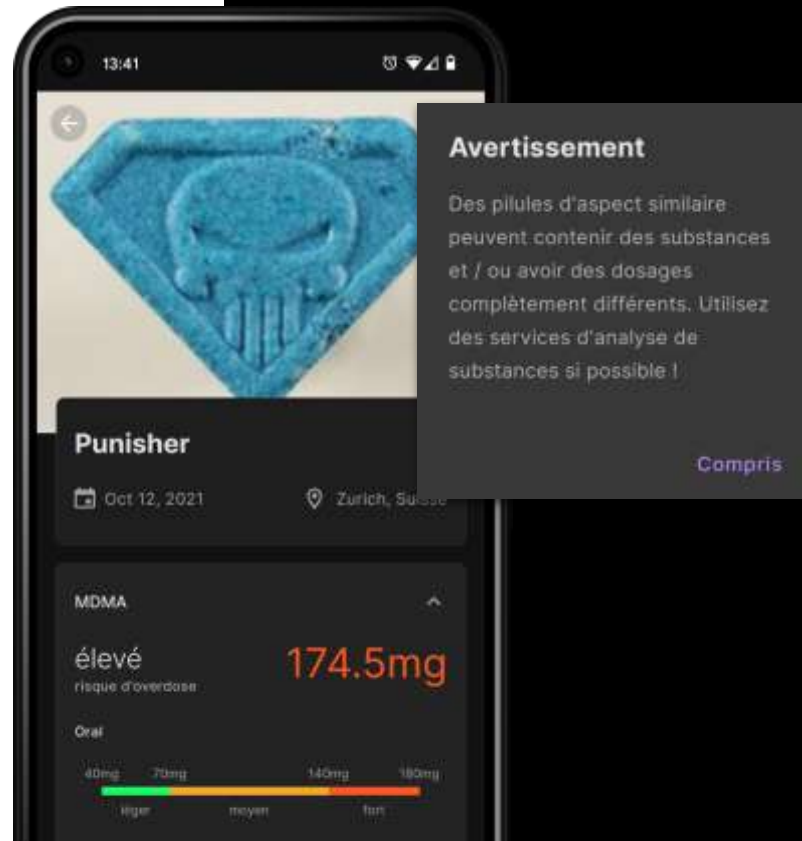 13:41
Avertissement
Des pilules d'aspect similaire
peuvent contenir des substances
et / ou avoir des dosages
complètement différents. Utilisez
des services d'analyse de
substances si possible !
Compris
Punisher
Oct 12, 2021
Zurich, Suisse
MDMA
élevé
174.5mg
risque d'overdose
Oral
40mg 70mg 140mg 180mg
léger moyen fort